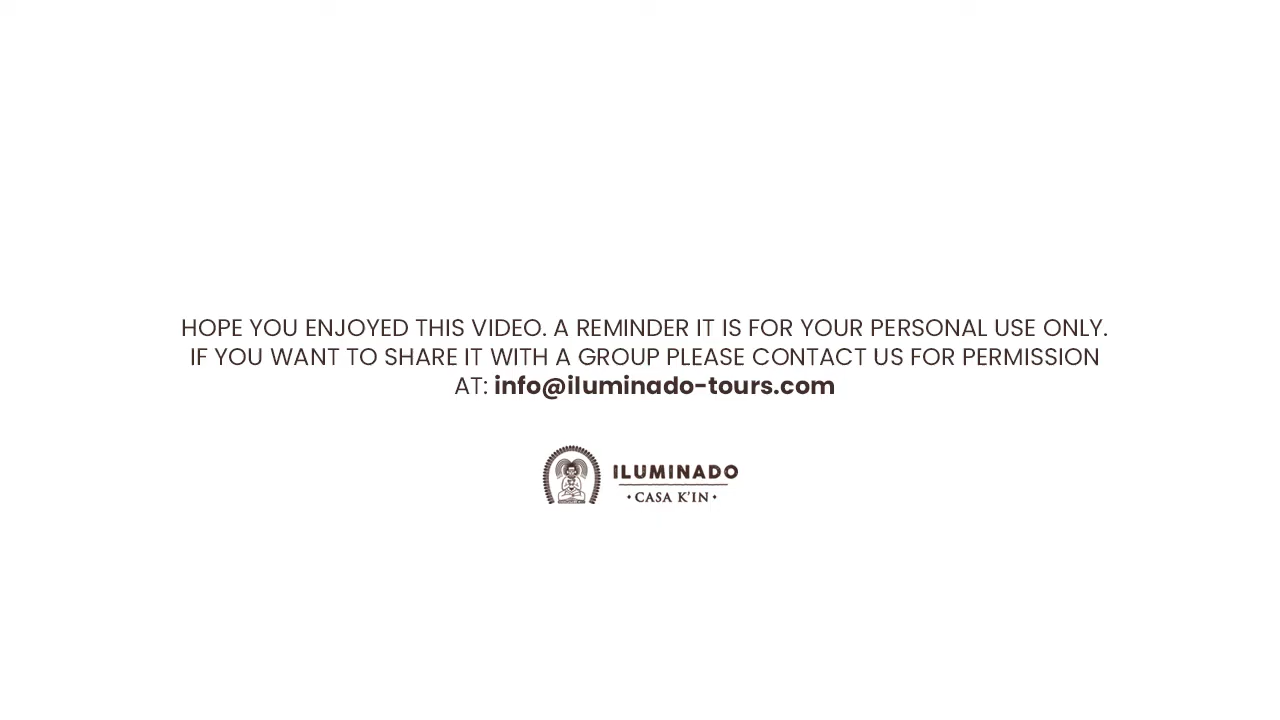 HOPE YOU ENJOYED THIS VIDEO. A REMINDER IT IS FOR YOUR PERSONAL USE ONLY.
IF YOU WANT TO SHARE IT WITH A GROUP PLEASE CONTACT US FOR PERMISSION
AT: info@iluminado-tours.com
ILUMINADO
• CASA K'IN •